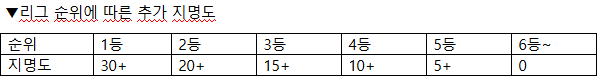 ▼리그 순위에 따른 추가 지명도
순위 1등 2등 3등 4등 5등 6등~
지명도 30+ 20+ 15+ 10+ 5+ 0